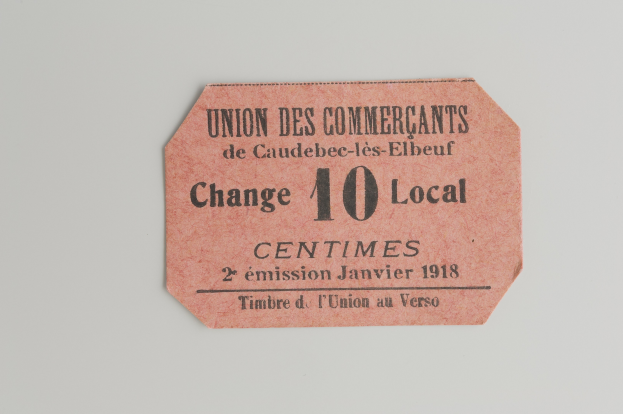 UNION DES COMMERÇANTS
de Caudebec-lès-Elbeuf
Change 10 Local
CENTIMES
2e émission Janvier 1918
Timbre d. l'Union au Verso